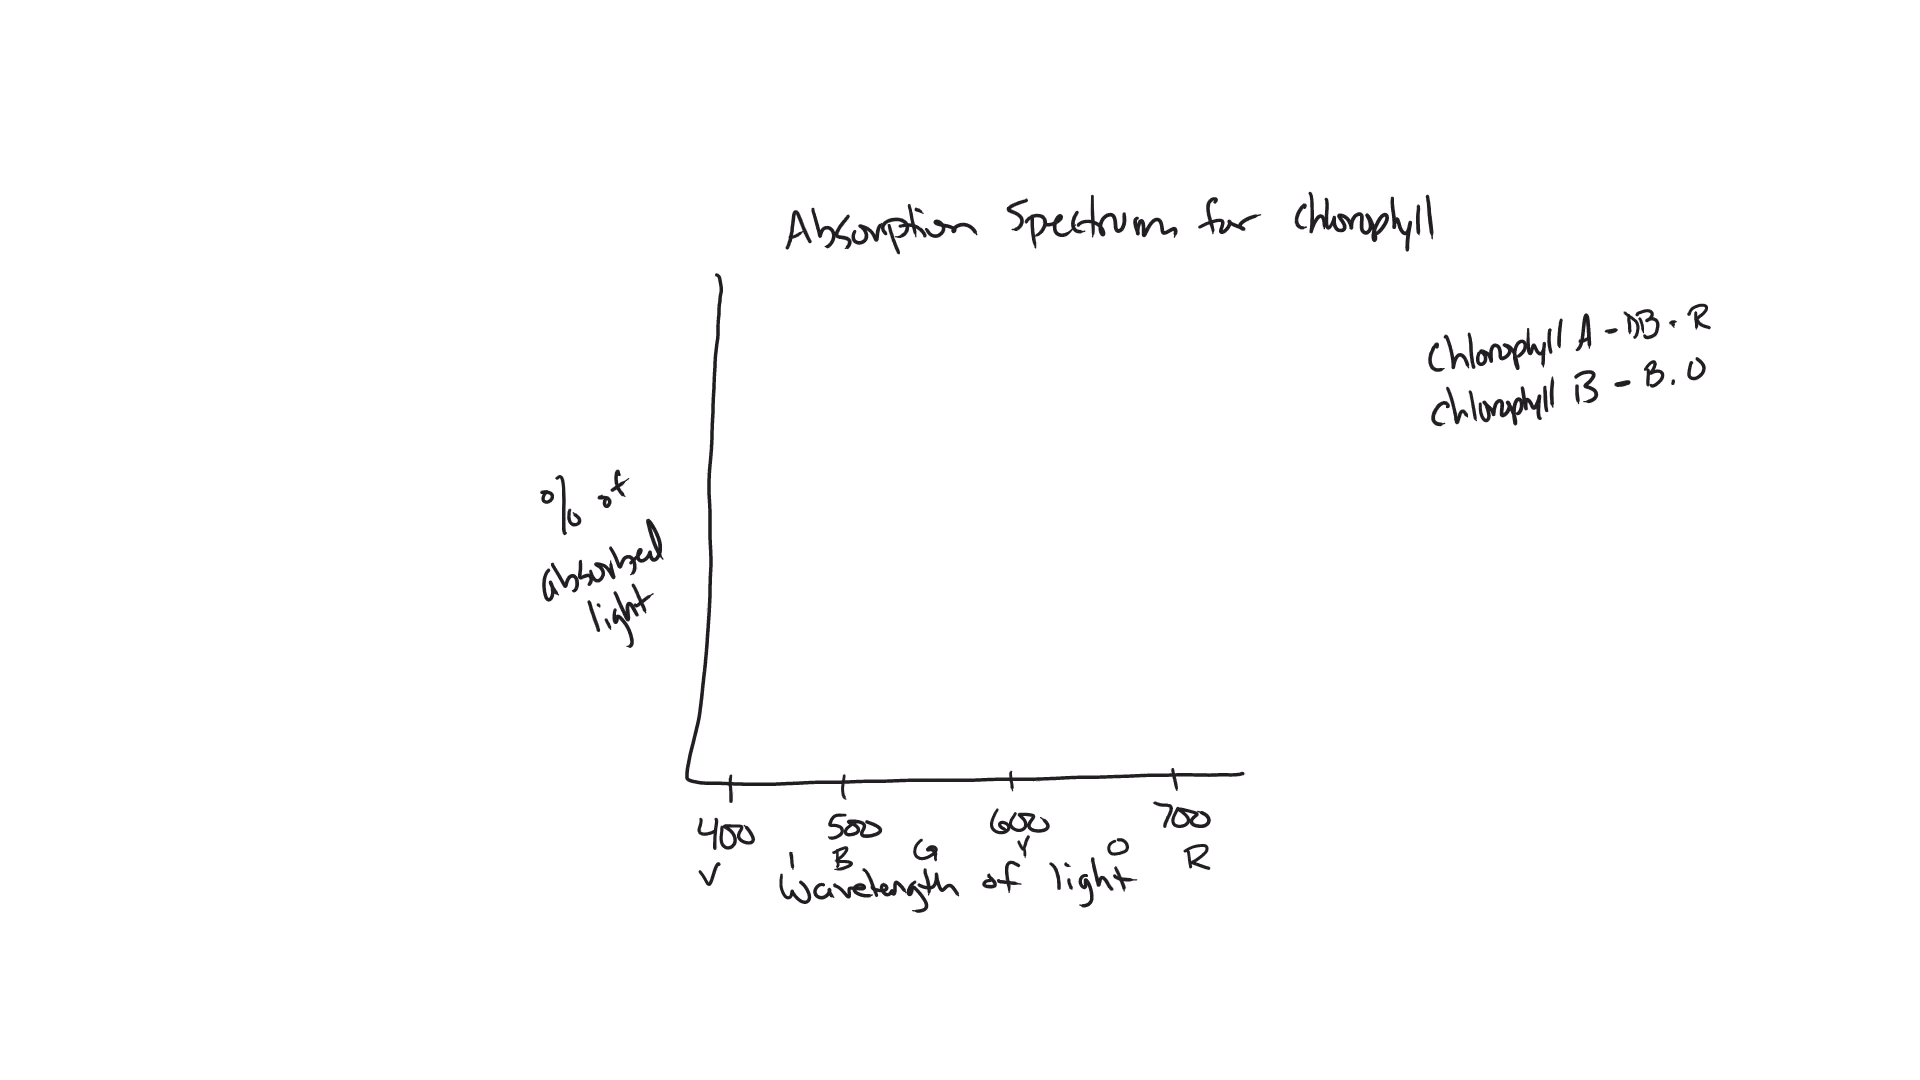 Absorption Spectrum for Chlorophyll
Chlorophyll A - DB. R
Chlorophyll B - B. O
% of
absorbed
light
400 500 600 700
V I B G Y O R
Wavelength of light